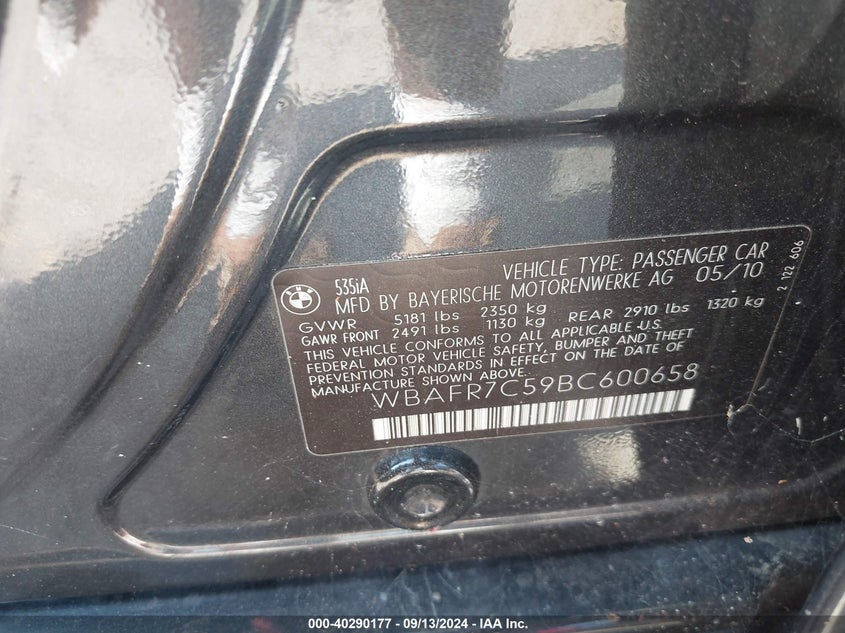 535iA VEHICLE TYPE: PASSENGER CAR
MFD BY BAYERISCHE MOTORENWERKE AG 05/10
GVWR 5181 lbs 2350 kg
GAWR FRONT 2491 lbs 1130 kg REAR 2910 lbs 1320 kg
THIS VEHICLE CONFORMS TO ALL APPLICABLE U.S.
FEDERAL MOTOR VEHICLE SAFETY, BUMPER AND THEFT
PREVENTION STANDARDS IN EFFECT ON THE DATE OF
MANUFACTURE SHOWN ABOVE.
WBAFR7C59BC600658
2 122 606
000-40290177 - 09/13/2024 - IAA Inc.